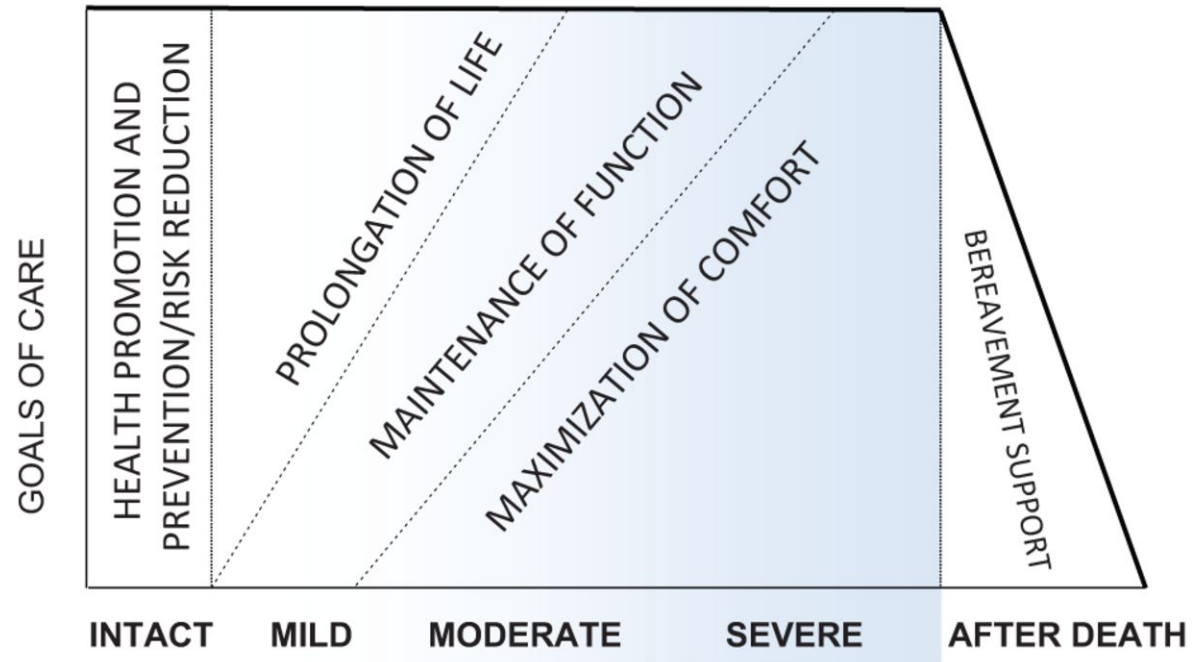 GOALS OF CARE
HEALTH PROMOTION AND
PREVENTION/RISK REDUCTION
PROLONGATION OF LIFE
MAINTENANCE OF FUNCTION
MAXIMIZATION OF COMFORT
BEREAVEMENT SUPPORT
INTACT MILD MODERATE SEVERE AFTER DEATH